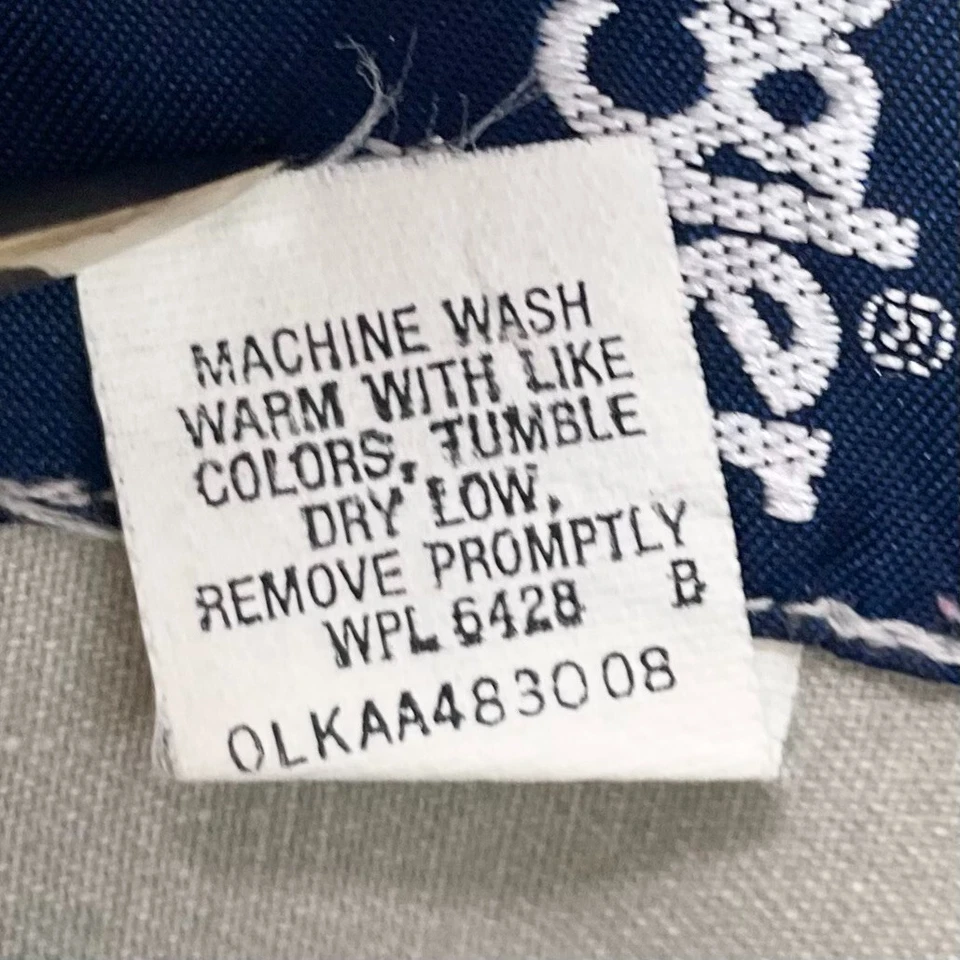 MACHINE WASH
WARM WITH LIKE
COLORS, TUMBLE
DRY LOW,
REMOVE PROMPTLY
WPL 6428 B
OLKAA483008
®